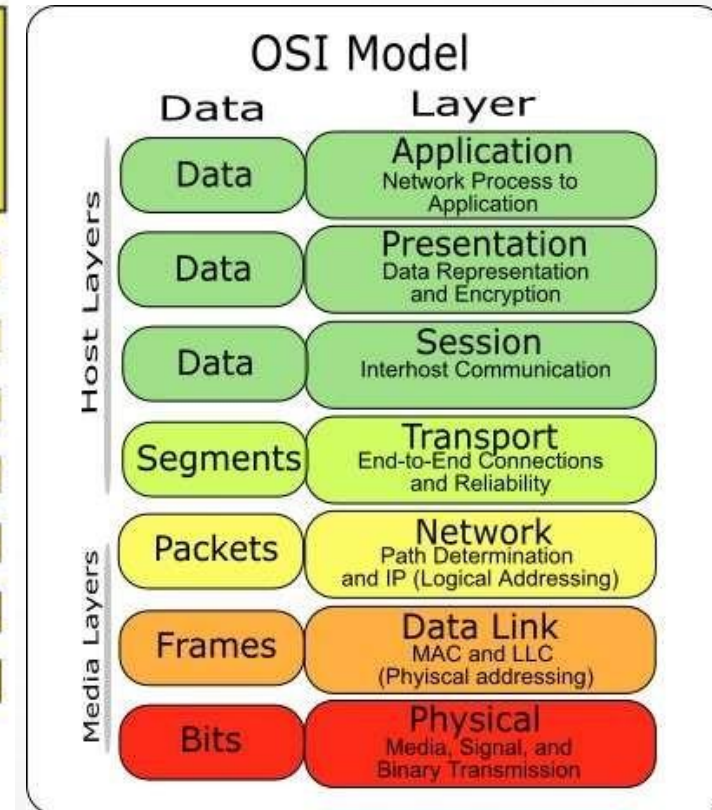 OSI Model
Data Layer
Host Layers
Data
Application
Network Process to
Application
Data
Presentation
Data Representation
and Encryption
Data
Session
Interhost Communication
Segments
Transport
End-to-End Connections
and Reliability
Media Layers
Packets
Network
Path Determination
and IP (Logical Addressing)
Frames
Data Link
MAC and LLC
(Phyiscal addressing)
Bits
Physical
Media, Signal, and
Binary Transmission